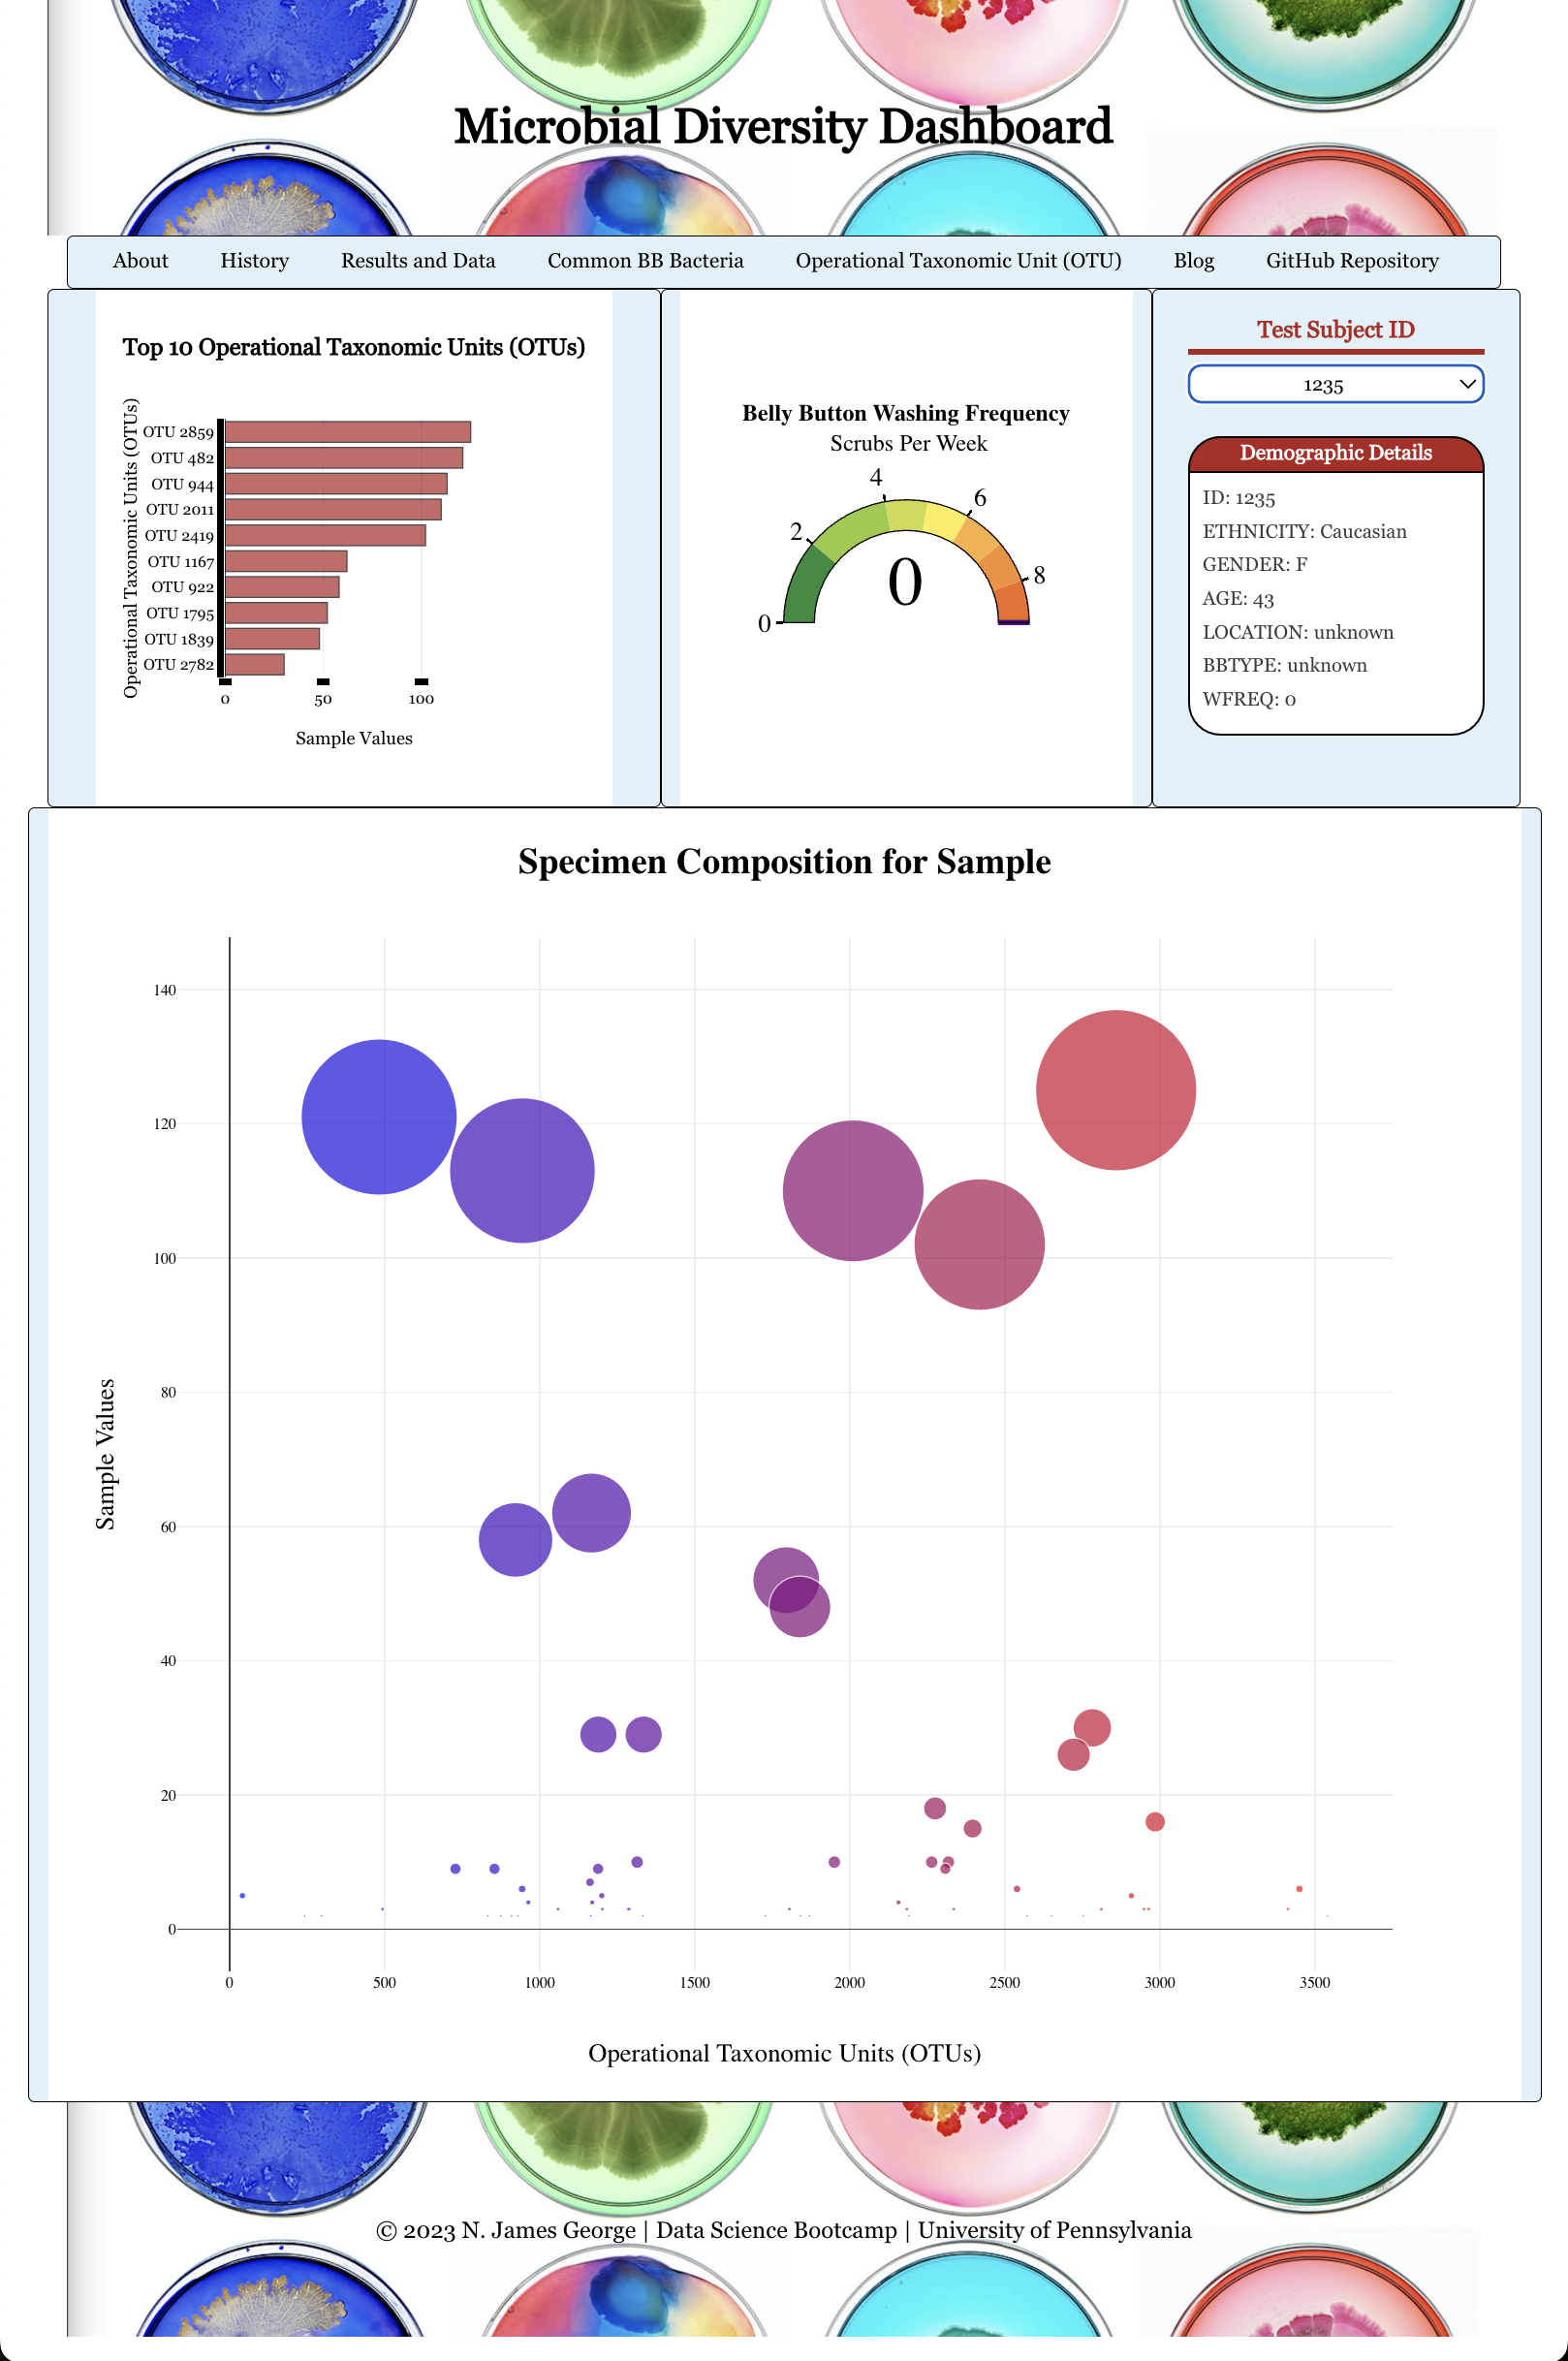 Microbial Diversity Dashboard
About History Results and Data Common BB Bacteria Operational Taxonomic Unit (OTU) Blog GitHub Repository
Top 10 Operational Taxonomic Units (OTUs)
Operational Taxonomic Units (OTUs)
OTU 2859
OTU 482
OTU 944
OTU 2011
OTU 2419
OTU 1167
OTU 922
OTU 1795
OTU 1839
OTU 2782
0 50 100
Sample Values
Belly Button Washing Frequency
Scrubs Per Week
0 2 4 6 8
0
Test Subject ID
1235
Demographic Details
ID: 1235
ETHNICITY: Caucasian
GENDER: F
AGE: 43
LOCATION: unknown
BBTYPE: unknown
WFREQ: 0
Specimen Composition for Sample
Sample Values
140
120
100
80
60
40
20
0
0 500 1000 1500 2000 2500 3000 3500
Operational Taxonomic Units (OTUs)
© 2023 N. James George | Data Science Bootcamp | University of Pennsylvania